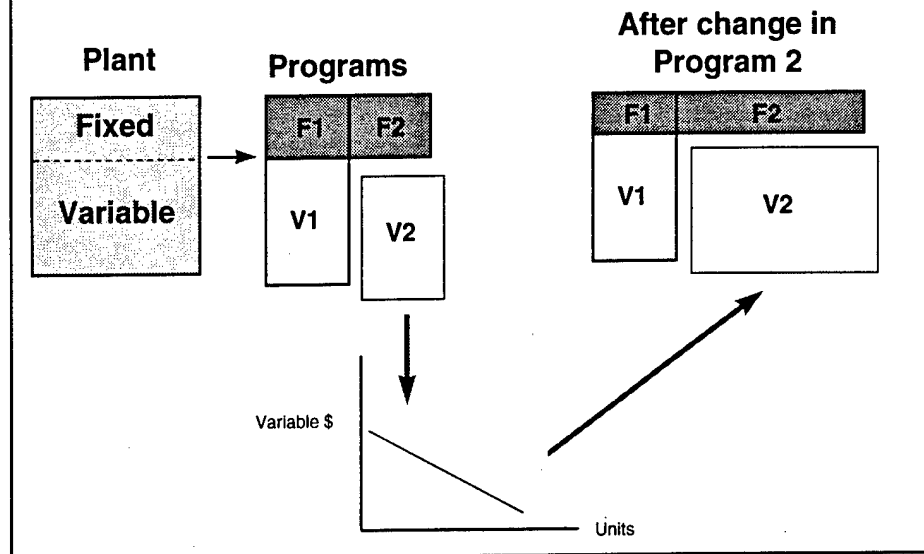 Plant
Programs
After change in
Program 2
Fixed
Variable
F1
F2
V1
V2
F1
F2
V1
V2
Variable $
Units